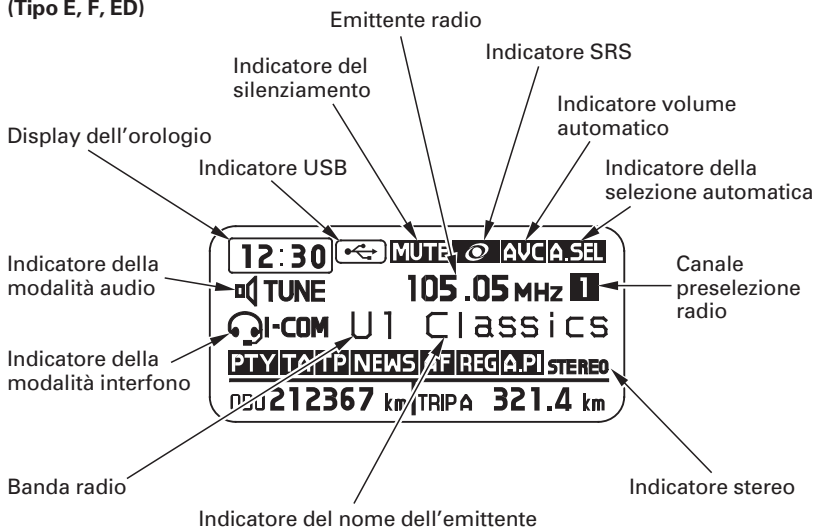 (Tipo E, F, ED)
Emittente radio
Indicatore SRS
Indicatore del
silenziamento
Indicatore volume
automatico
Display dell'orologio
Indicatore USB
Indicatore della
selezione automatica
12:30 MUTE AVC A.SEL
Indicatore della
modalità audio
TUNE 105.05 MHz 1
Canale
preselezione
radio
I-COM U1 Classics
Indicatore della
modalità interfono
PTY TA TP NEWS AF REG A.PI STEREO
ODO 212367 km TRIP A 321.4 km
Banda radio
Indicatore stereo
Indicatore del nome dell'emittente